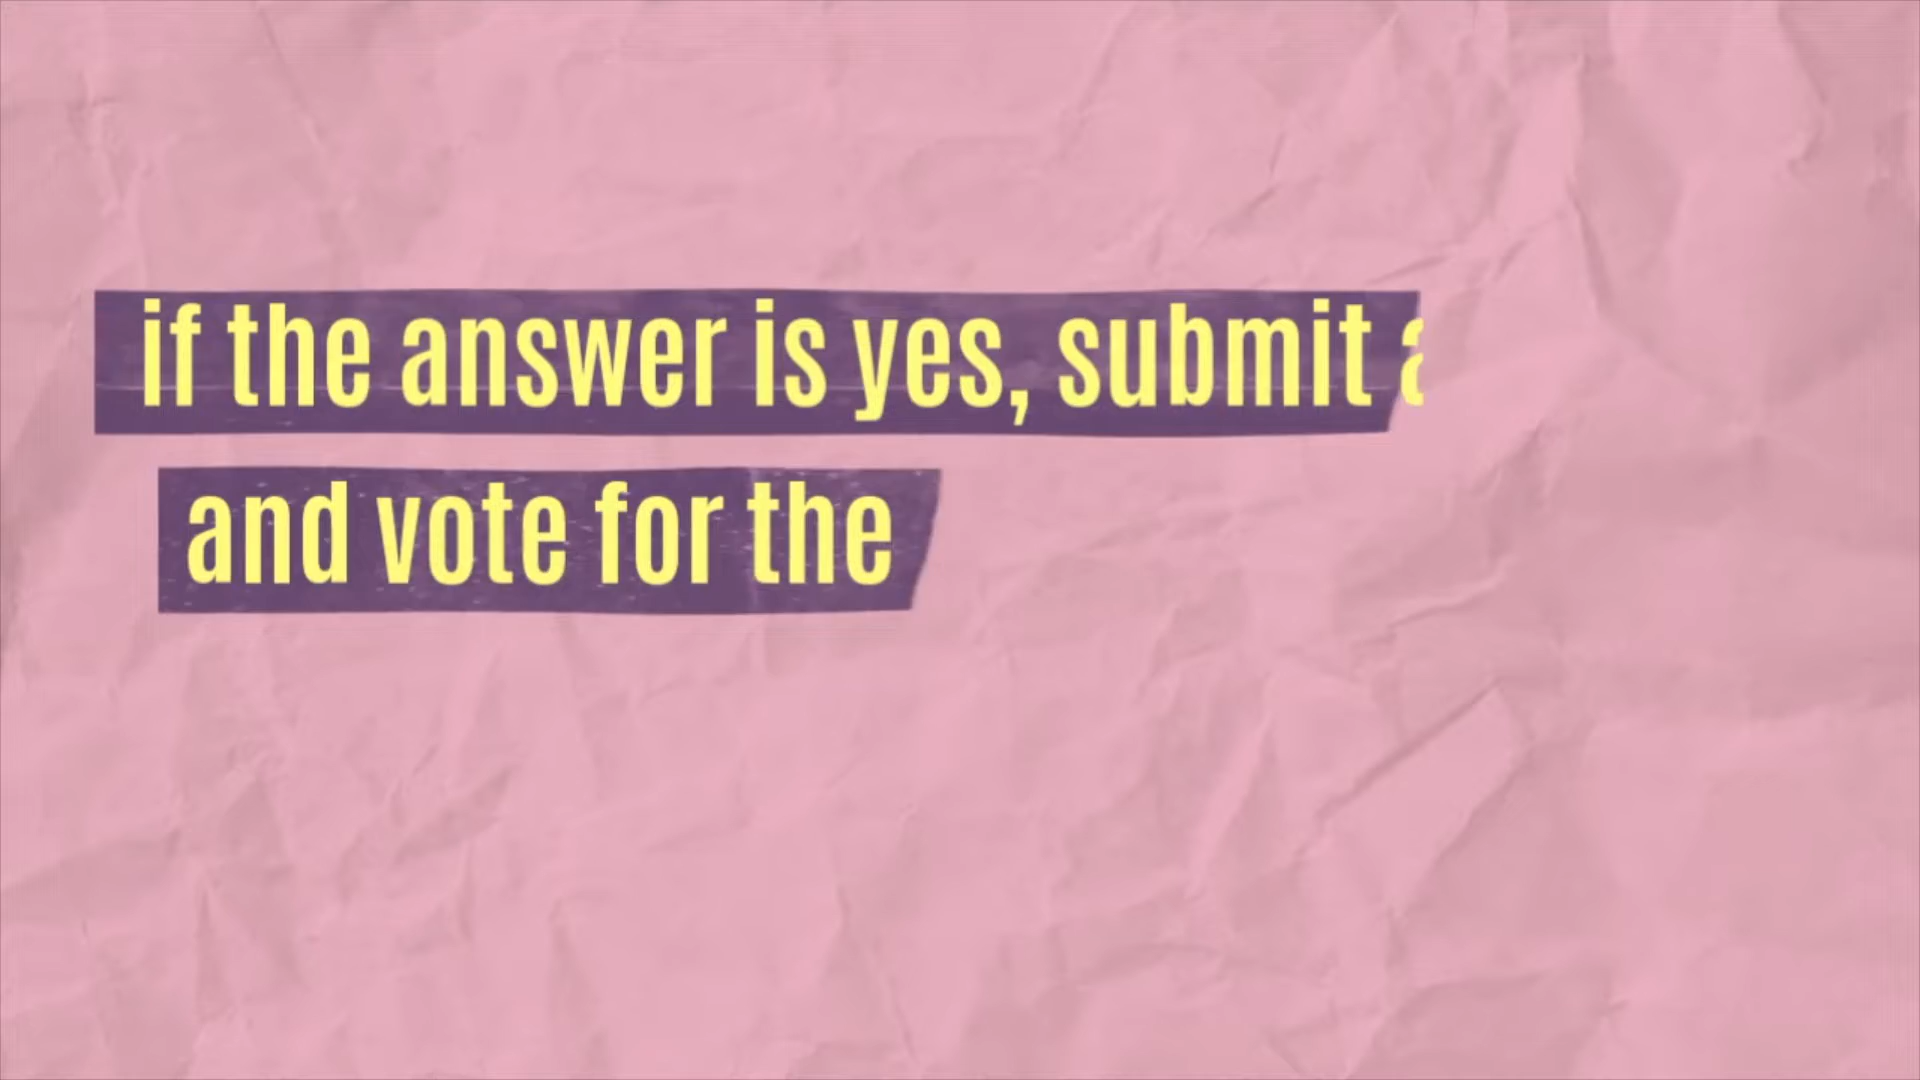 if the answer is yes, submit
and vote for the